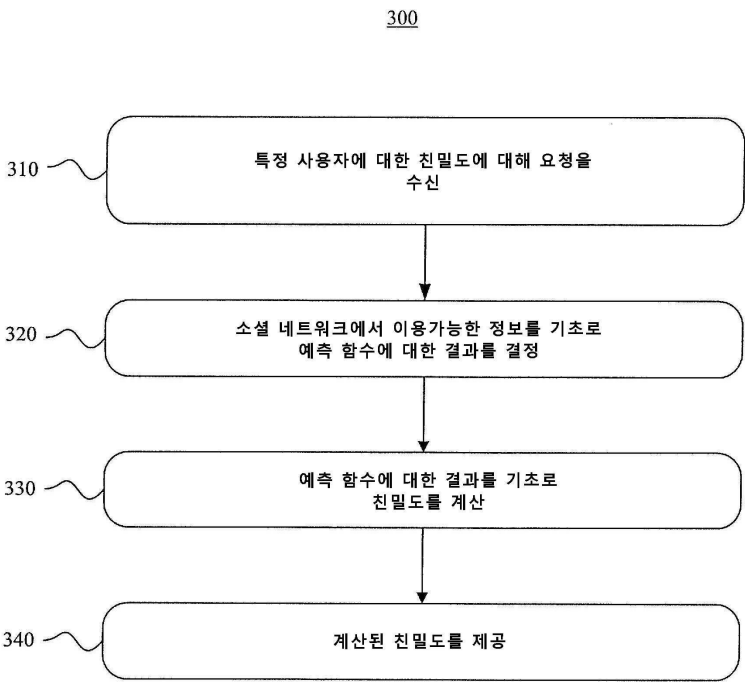 300
310
특정 사용자에 대한 친밀도에 대해 요청을
수신
320
소셜 네트워크에서 이용가능한 정보를 기초로
예측 함수에 대한 결과를 결정
330
예측 함수에 대한 결과를 기초로
친밀도를 계산
340
계산된 친밀도를 제공